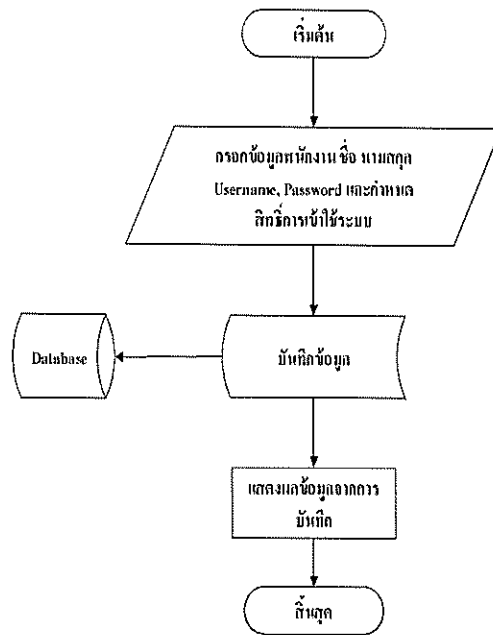 เริ่มต้น
กรอกข้อมูลพนักงาน ชื่อ นามสกุล
Username, Password และกำหนด
สิทธิ์การเข้าใช้ระบบ
Database
บันทึกข้อมูล
แสดงผลข้อมูลจากการ
บันทึก
สิ้นสุด